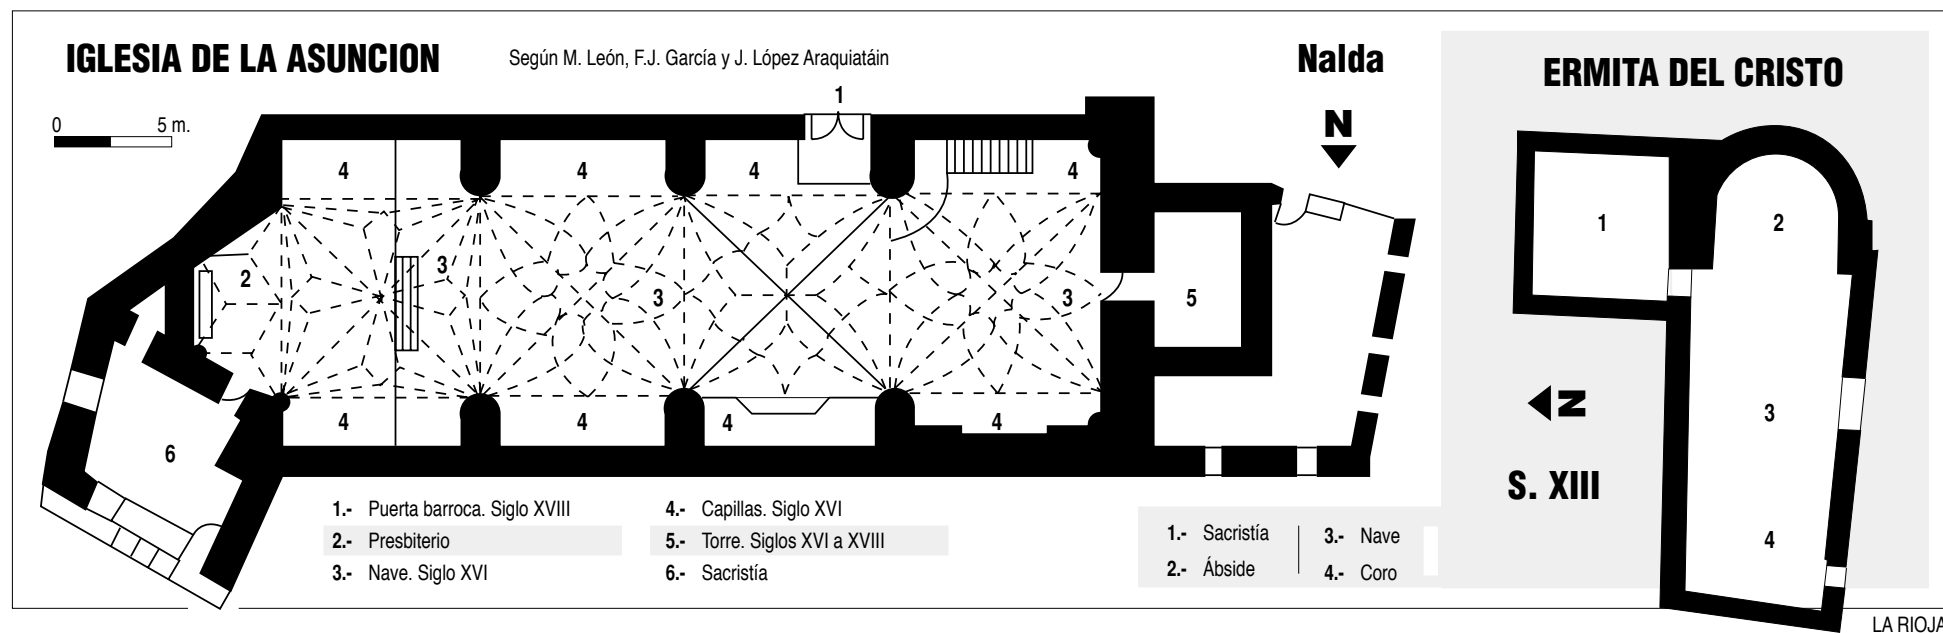 IGLESIA DE LA ASUNCION
Según M. León, F.J. García y J. López Araquiatáin
Nalda
N
0 5 m.
1
4 4 4 4
2 3 3 3 5
4 4 4 4
6
1.- Puerta barroca. Siglo XVIII
2.- Presbiterio
3.- Nave. Siglo XVI
4.- Capillas. Siglo XVI
5.- Torre. Siglos XVI a XVIII
6.- Sacristía
ERMITA DEL CRISTO
1 2
N
3
S. XIII
4
1.- Sacristía
2.- Ábside
3.- Nave
4.- Coro
LA RIOJA